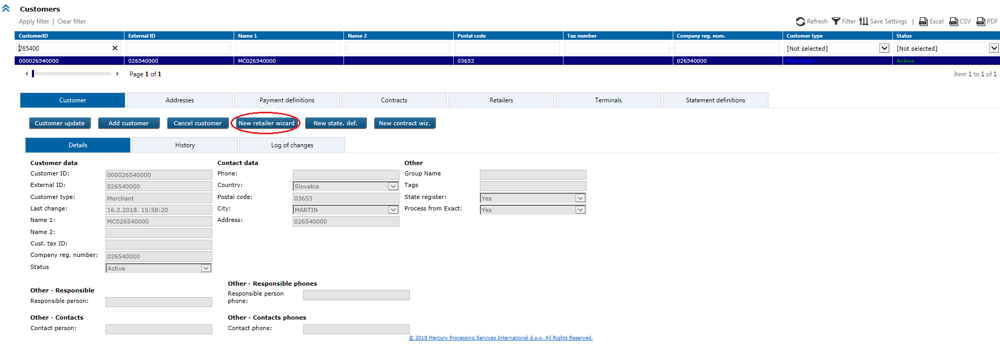 Customers
Apply filter | Clear filter
Refresh Filter Save Settings | Excel CSV PDF
CustomerID External ID Name 1 Name 2 Postal code Tax number Company reg. num. Customer type Status
265400 [Not selected] [Not selected]
000026540000 026540000 MC026540000 03653 026540000 Merchant Active
Page 1 of 1 Item 1 to 1 of 1
Customer Addresses Payment definitions Contracts Retailers Terminals Statement definitions
Customer update Add customer Cancel customer New retailer wizard New state. def. New contract wiz.
Details History Log of changes
Customer data Contact data Other
Customer ID: 000026540000 Phone: Group Name
External ID: 026540000 Country: Slovakia Tags
Customer type: Merchant Postal code: 03653 State register: Yes
Last change: 16.2.2018. 15:58:20 City: MARTIN Process from Exact: Yes
Name 1: MC026540000 Address: 026540000
Name 2:
Cust. tax ID:
Company reg. number: 026540000
Status Active
Other - Responsible Other - Responsible phones
Responsible person: Responsible person
phone:
Other - Contacts Other - Contacts phones
Contact person: Contact phone:
© 2018 Mercury Processing Services International d.o.o. All Rights Reserved.